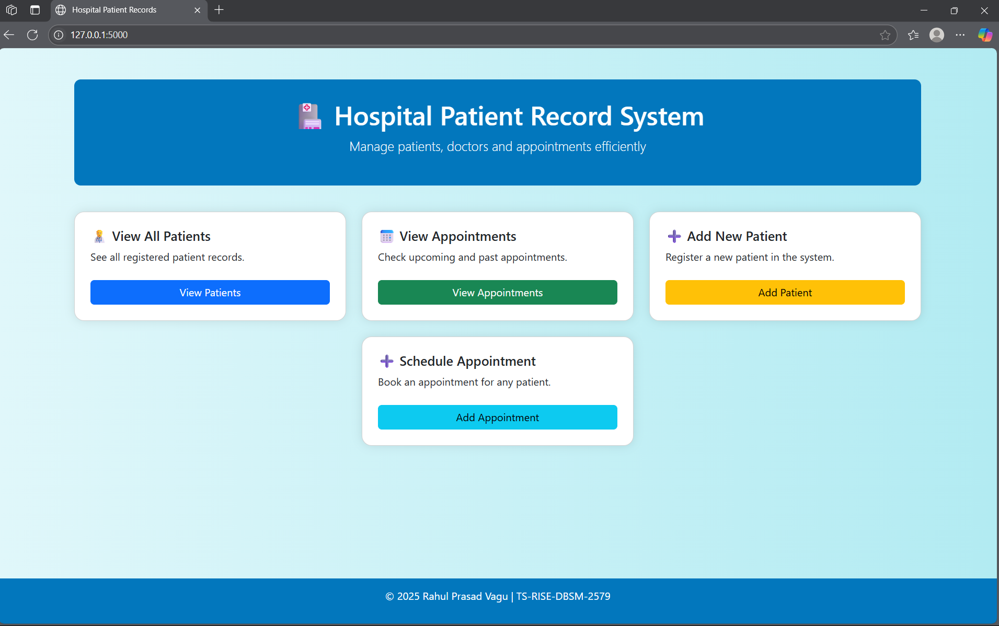 Hospital Patient Records
127.0.0.1:5000
Hospital Patient Record System
Manage patients, doctors and appointments efficiently
View All Patients
See all registered patient records.
View Patients
View Appointments
Check upcoming and past appointments.
View Appointments
Add New Patient
Register a new patient in the system.
Add Patient
Schedule Appointment
Book an appointment for any patient.
Add Appointment
© 2025 Rahul Prasad Vagu | TS-RISE-DBSM-2579